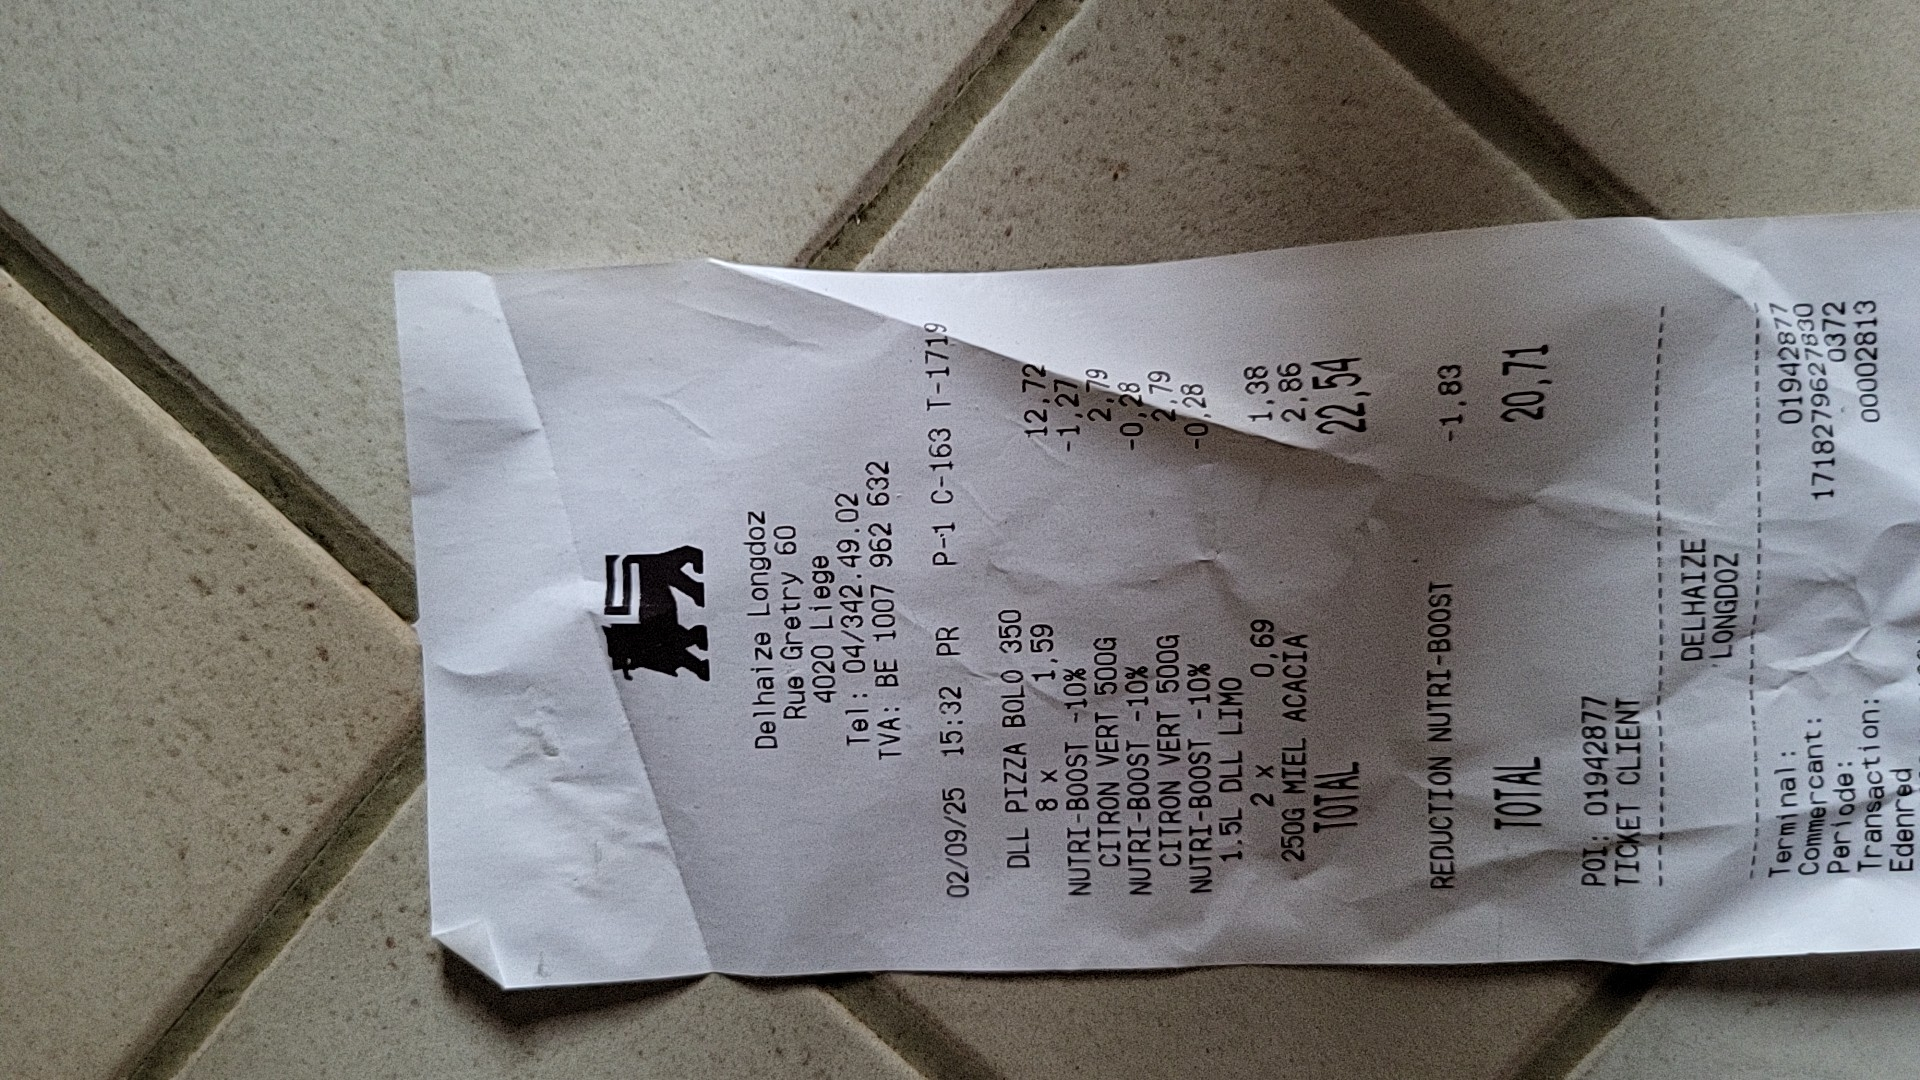 Delhaize Longdoz
Rue Gretry 60
4020 Liege
Tel : 04/342.49.02
TVA: BE 1007 962 632
02/09/25 15:32 PR P-1 C-163 T-1719
DLL PIZZA BOLO 350
8 x 1,59 12,72
NUTRI-BOOST -10% -1,27
CITRON VERT 500G 2,79
NUTRI-BOOST -10% -0,28
CITRON VERT 500G 2,79
NUTRI-BOOST -10% -0,28
1.5L DLL LIMO
2 x 0,69 1,38
250G MIEL ACACIA 2,86
TOTAL 22,54
REDUCTION NUTRI-BOOST -1,83
TOTAL 20,71
POI: 01942877
TICKET CLIENT
DELHAIZE
LONGDOZ
Terminal: 01942877
Commercant: 17182796627830
Periode: 0372
Transaction: 00002813
Edenred